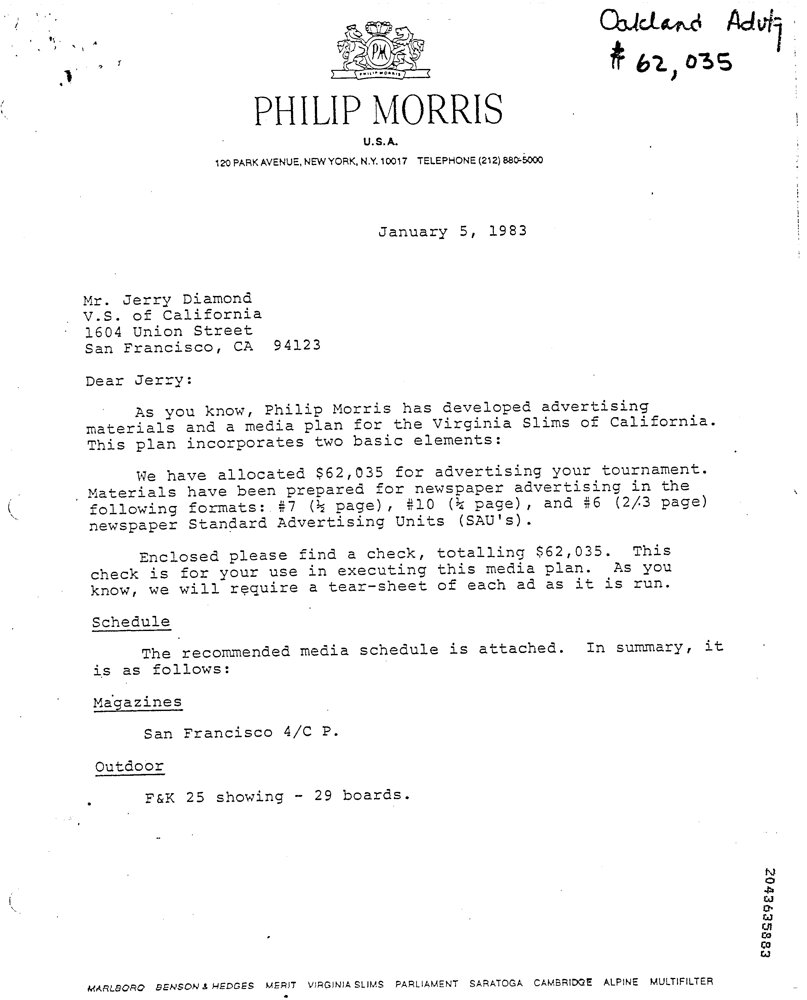 Oakland Advtg
# 62,035
PM
PHILIP MORRIS
PHILIP MORRIS
U.S.A.
120 PARK AVENUE, NEW YORK, N.Y. 10017 TELEPHONE (212) 880-5000
January 5, 1983
Mr. Jerry Diamond
V.S. of California
1604 Union Street
San Francisco, CA 94123
Dear Jerry:
As you know, Philip Morris has developed advertising
materials and a media plan for the Virginia Slims of California.
This plan incorporates two basic elements:
We have allocated $62,035 for advertising your tournament.
Materials have been prepared for newspaper advertising in the
following formats: #7 (½ page), #10 (¼ page), and #6 (2/3 page)
newspaper Standard Advertising Units (SAU's).
Enclosed please find a check, totalling $62,035. This
check is for your use in executing this media plan. As you
know, we will require a tear-sheet of each ad as it is run.
Schedule
The recommended media schedule is attached. In summary, it
is as follows:
Magazines
San Francisco 4/C P.
Outdoor
F&K 25 showing - 29 boards.
2043635883
MARLBORO BENSON & HEDGES MERIT VIRGINIA SLIMS PARLIAMENT SARATOGA CAMBRIDGE ALPINE MULTIFILTER